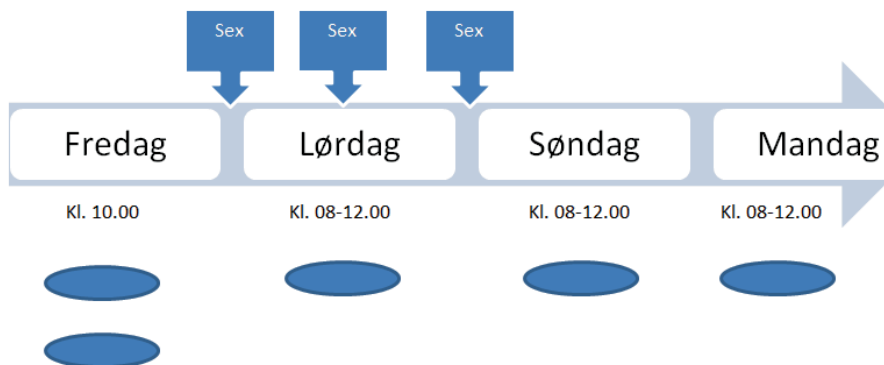 Sex
Sex
Sex
Fredag
Lørdag
Søndag
Mandag
Kl. 10.00
Kl. 08-12.00
Kl. 08-12.00
Kl. 08-12.00